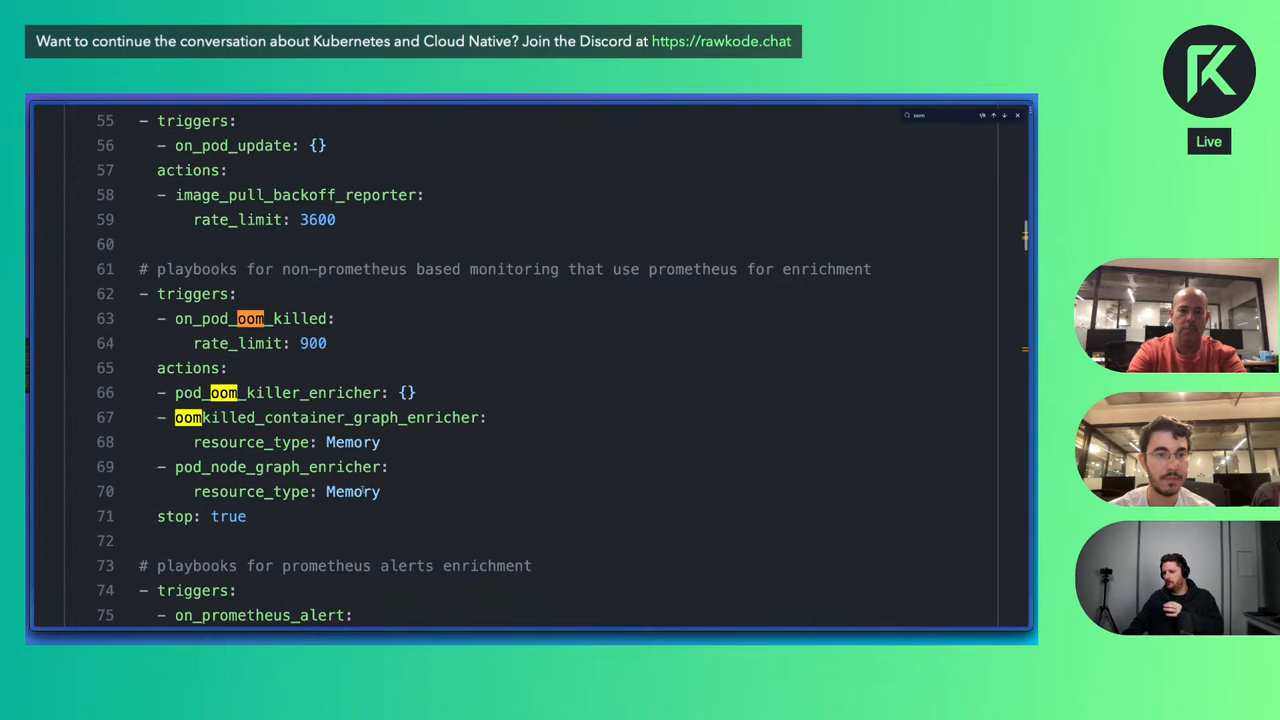 Want to continue the conversation about Kubernetes and Cloud Native? Join the Discord at https://rawkode.chat
Live
oom 1/8
55 - triggers:
56 - on_pod_update: {}
57 actions:
58 - image_pull_backoff_reporter:
59 rate_limit: 3600
60
61 # playbooks for non-prometheus based monitoring that use prometheus for enrichment
62 - triggers:
63 - on_pod_oom_killed:
64 rate_limit: 900
65 actions:
66 - pod_oom_killer_enricher: {}
67 - oomkilled_container_graph_enricher:
68 resource_type: Memory
69 - pod_node_graph_enricher:
70 resource_type: Memory
71 stop: true
72
73 # playbooks for prometheus alerts enrichment
74 - triggers:
75 - on_prometheus_alert: